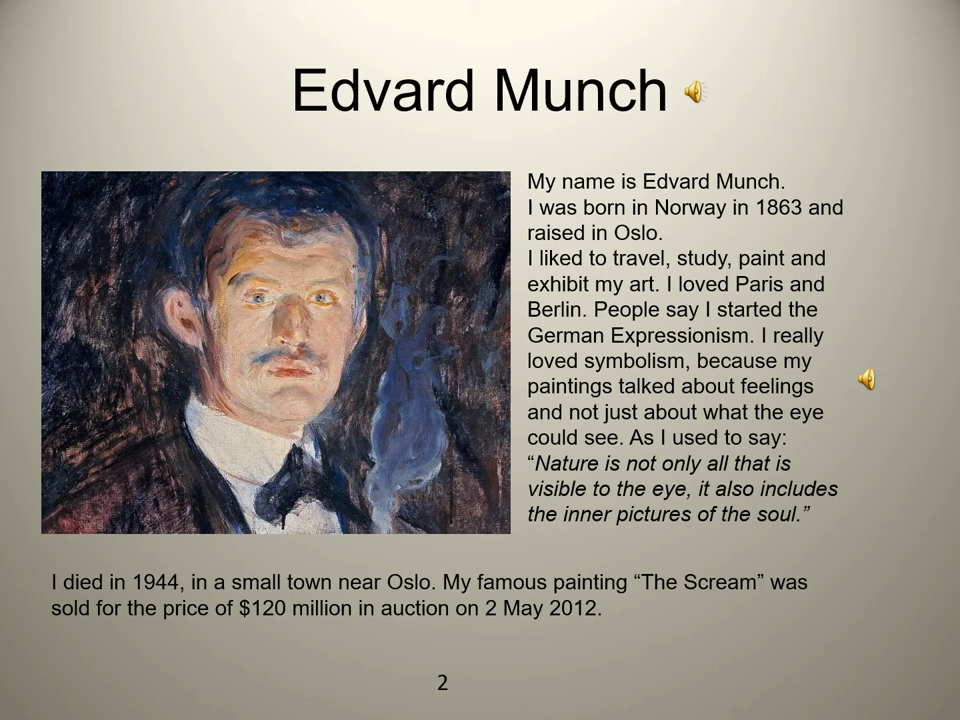 Edvard Munch
My name is Edvard Munch.
I was born in Norway in 1863 and
raised in Oslo.
I liked to travel, study, paint and
exhibit my art. I loved Paris and
Berlin. People say I started the
German Expressionism. I really
loved symbolism, because my
paintings talked about feelings
and not just about what the eye
could see. As I used to say:
“Nature is not only all that is
visible to the eye, it also includes
the inner pictures of the soul.”
I died in 1944, in a small town near Oslo. My famous painting “The Scream” was
sold for the price of $120 million in auction on 2 May 2012.
2